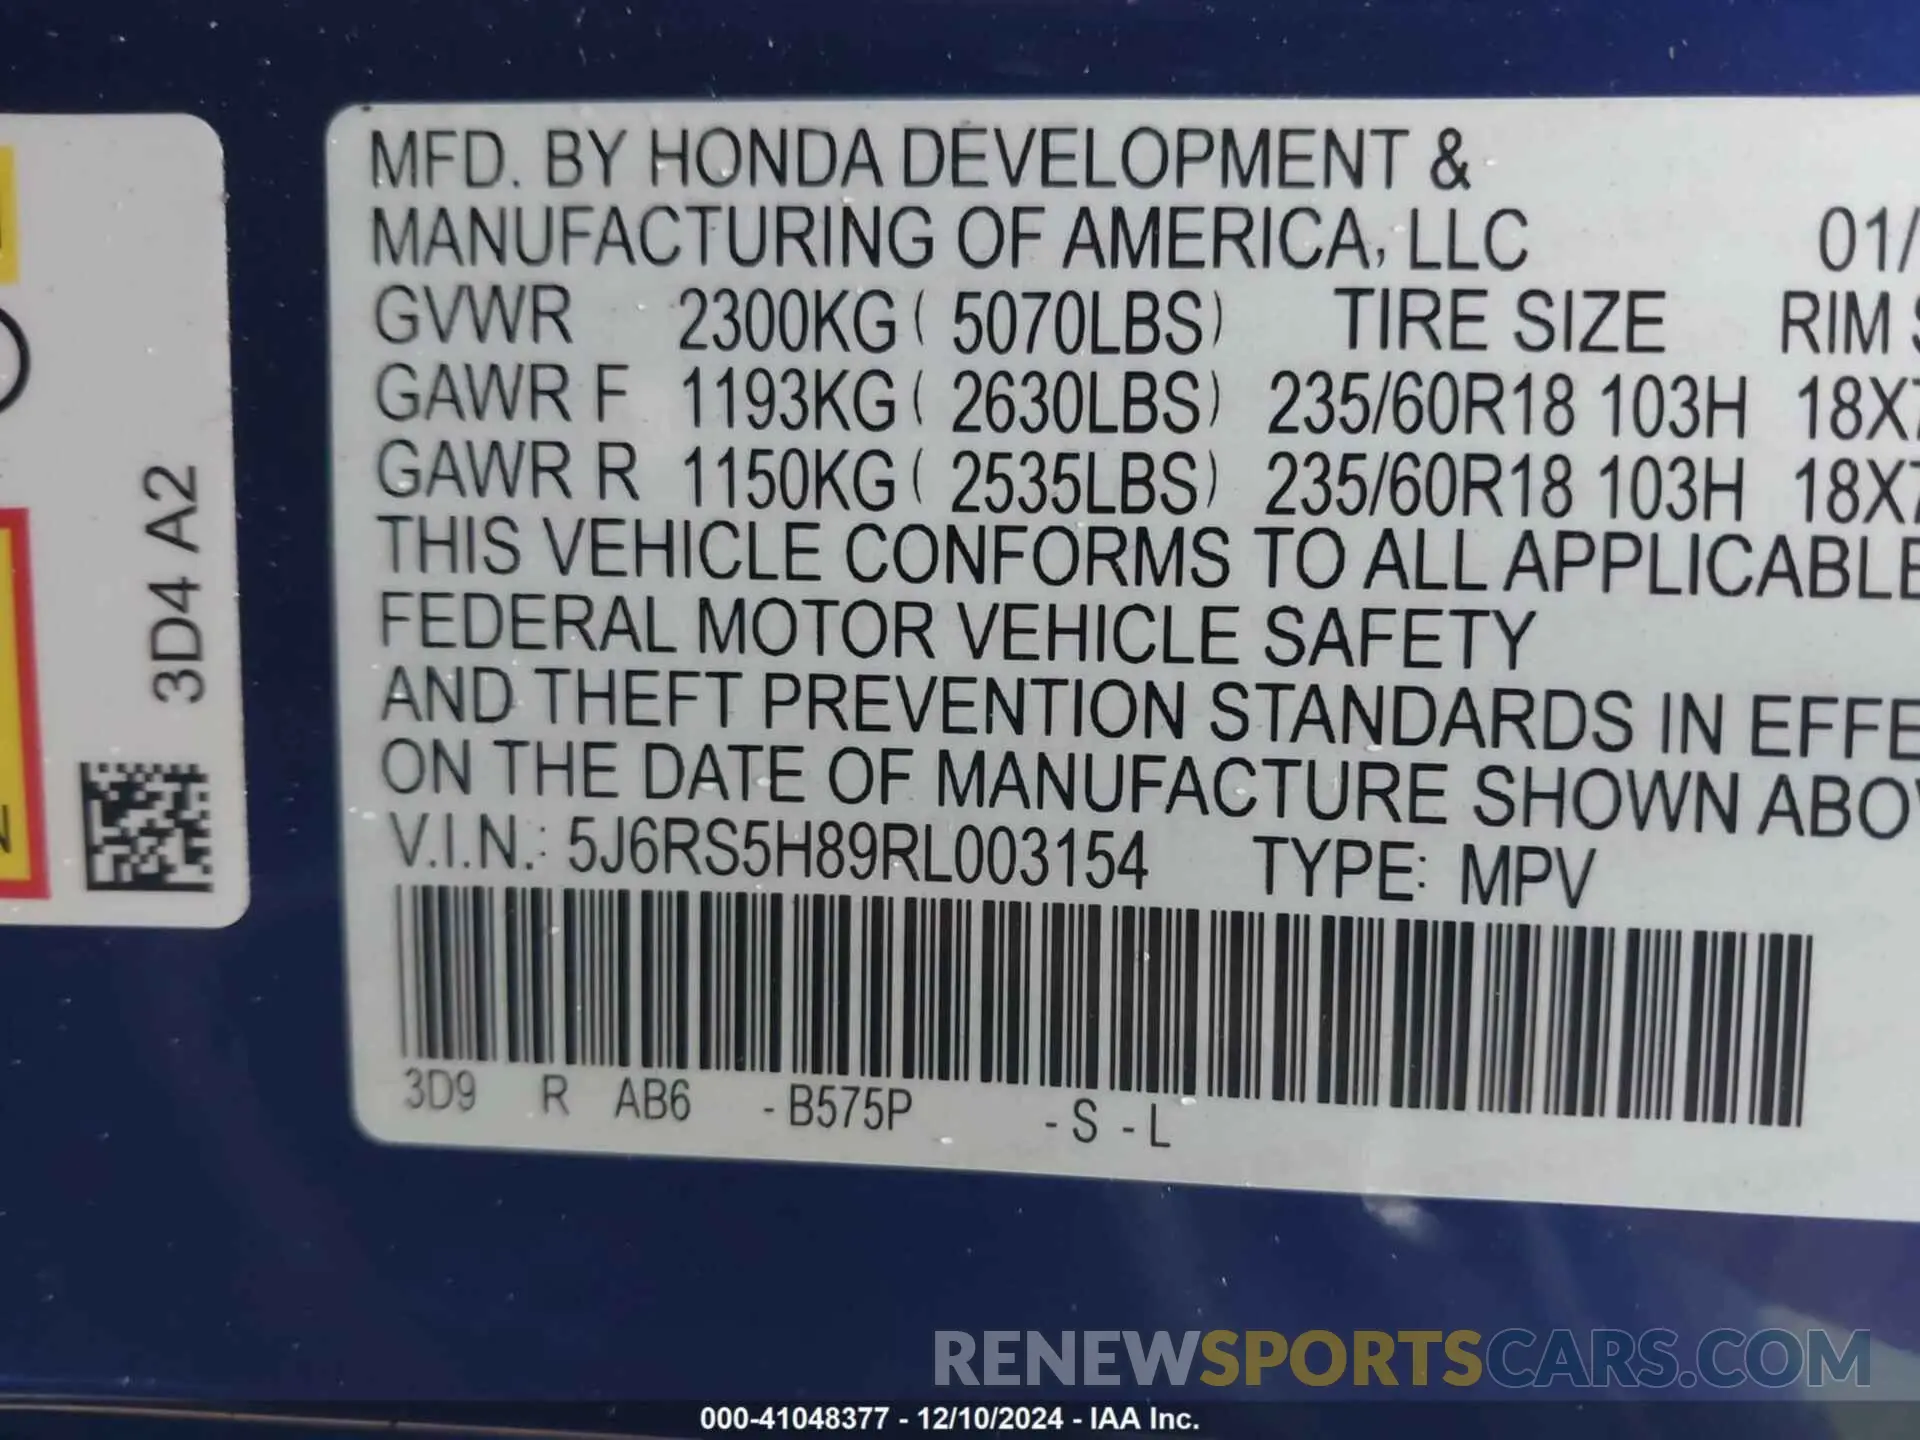 MFD. BY HONDA DEVELOPMENT &
MANUFACTURING OF AMERICA, LLC 01/
GVWR 2300KG ( 5070LBS) TIRE SIZE RIM
GAWR F 1193KG ( 2630LBS) 235/60R18 103H 18X7
GAWR R 1150KG ( 2535LBS) 235/60R18 103H 18X7
THIS VEHICLE CONFORMS TO ALL APPLICABLE
FEDERAL MOTOR VEHICLE SAFETY
AND THEFT PREVENTION STANDARDS IN EFFE
ON THE DATE OF MANUFACTURE SHOWN ABO
V.I.N.: 5J6RS5H89RL003154 TYPE: MPV
3D9 R AB6 - B575P - S - L
3D4 A2
RENEWSPORTSCARS.COM
000-41048377 - 12/10/2024 - IAA Inc.